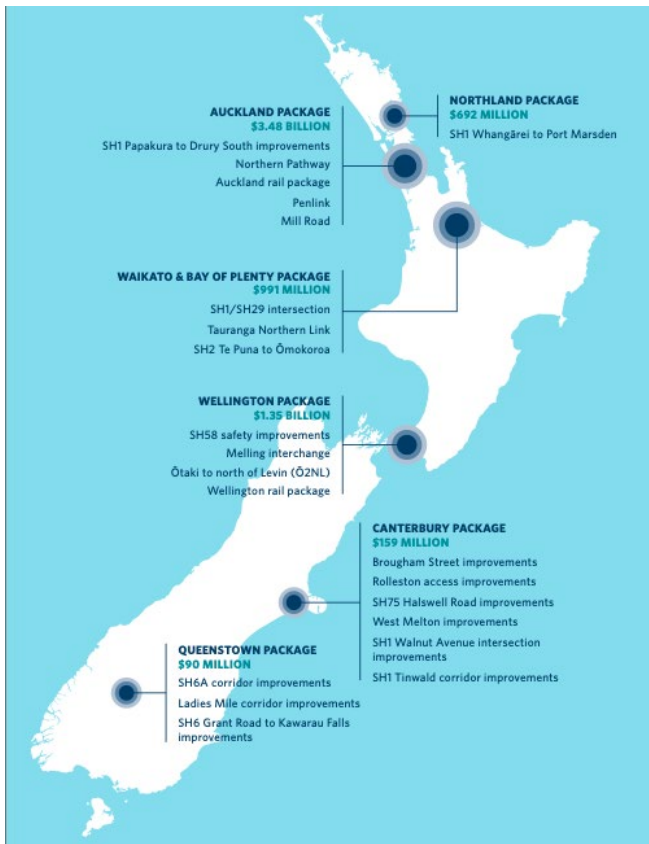 NORTHLAND PACKAGE
$692 MILLION
SH1 Whangārei to Port Marsden
AUCKLAND PACKAGE
$3.48 BILLION
SH1 Papakura to Drury South improvements
Northern Pathway
Auckland rail package
Penlink
Mill Road
WAIKATO & BAY OF PLENTY PACKAGE
$991 MILLION
SH1/SH29 intersection
Tauranga Northern Link
SH2 Te Puna to Ōmokoroa
WELLINGTON PACKAGE
$1.35 BILLION
SH58 safety improvements
Melling interchange
Ōtaki to north of Levin (Ō2NL)
Wellington rail package
CANTERBURY PACKAGE
$159 MILLION
Brougham Street improvements
Rolleston access improvements
SH75 Halswell Road improvements
West Melton improvements
SH1 Walnut Avenue intersection
improvements
SH1 Tinwald corridor improvements
QUEENSTOWN PACKAGE
$90 MILLION
SH6A corridor improvements
Ladies Mile corridor improvements
SH6 Grant Road to Kawarau Falls
improvements